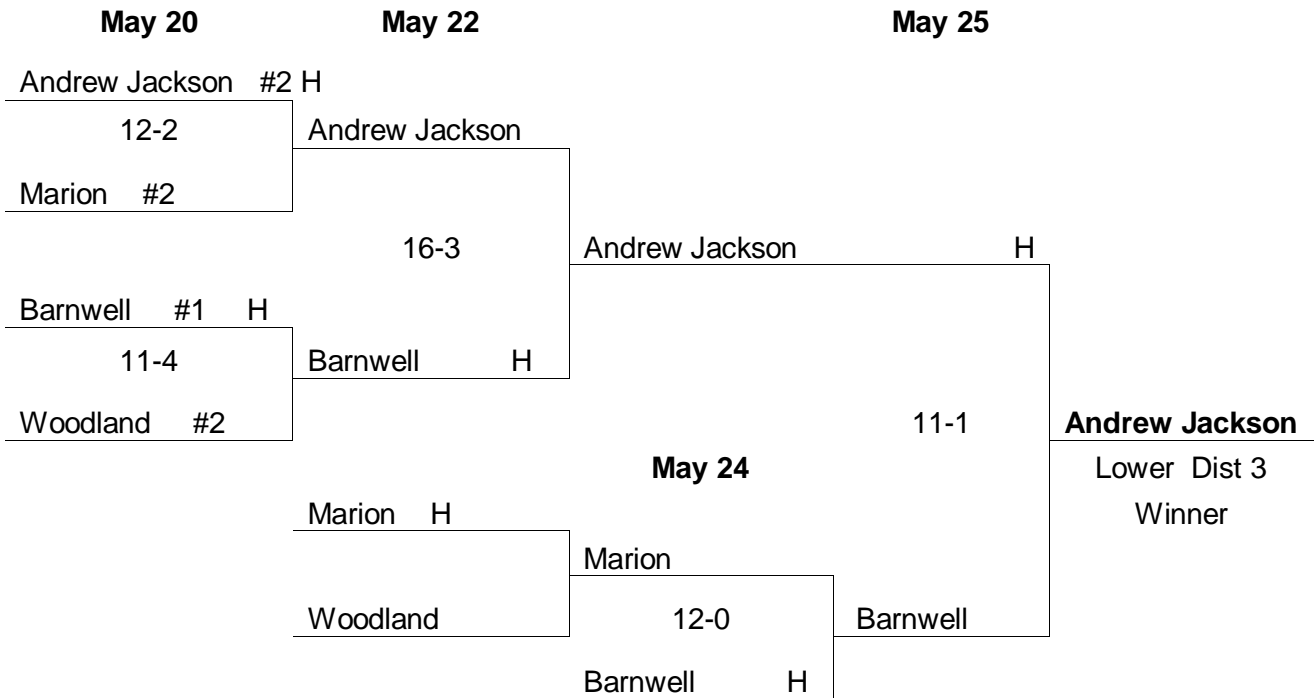 May 20 May 22 May 25
Andrew Jackson #2 H
12-2 Andrew Jackson
Marion #2
16-3 Andrew Jackson H
Barnwell #1 H
11-4 Barnwell H
Woodland #2 11-1 Andrew Jackson
May 24 Lower Dist 3
Marion H Winner
Marion
Woodland 12-0 Barnwell
Barnwell H